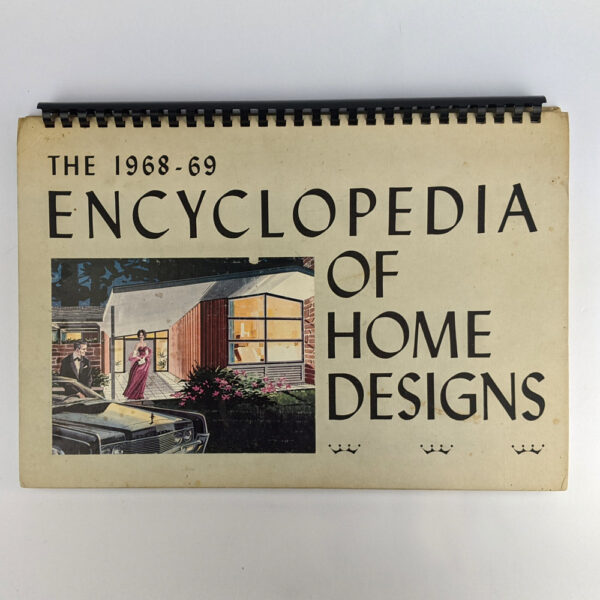 THE 1968-69
ENCYCLOPEDIA
OF
HOME
DESIGNS